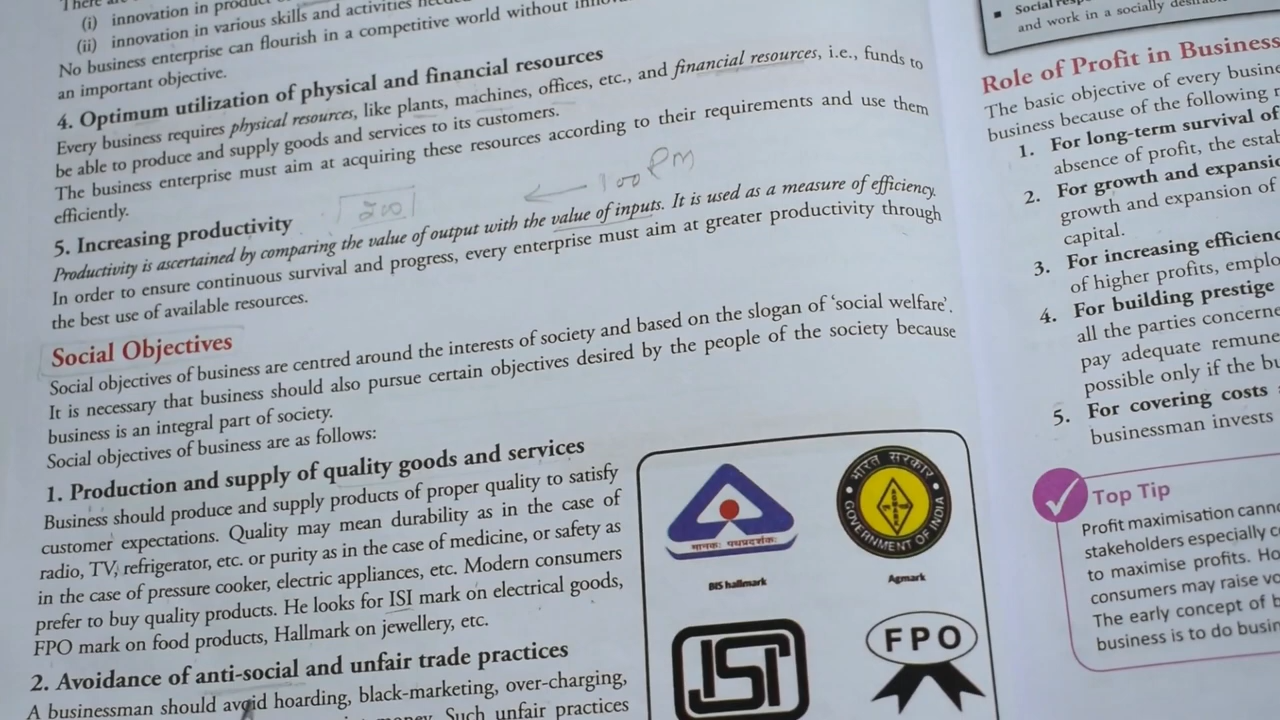 There
(i) innovation in product
(ii) innovation in various skills and activities
No business enterprise can flourish in a competitive world without
an important objective.
4. Optimum utilization of physical and financial resources
Every business requires physical resources, like plants, machines, offices, etc., and financial resources, i.e., funds to
be able to produce and supply goods and services to its customers.
The business enterprise must aim at acquiring these resources according to their requirements and use them
efficiently.
100 PM
200
5. Increasing productivity
Productivity is ascertained by comparing the value of output with the value of inputs. It is used as a measure of efficiency.
In order to ensure continuous survival and progress, every enterprise must aim at greater productivity through
the best use of available resources.
Social Objectives
Social objectives of business are centred around the interests of society and based on the slogan of ‘social welfare’.
It is necessary that business should also pursue certain objectives desired by the people of the society because
business is an integral part of society.
Social objectives of business are as follows:
1. Production and supply of quality goods and services
Business should produce and supply products of proper quality to satisfy
customer expectations. Quality may mean durability as in the case of
radio, TV, refrigerator, etc. or purity as in the case of medicine, or safety as
in the case of pressure cooker, electric appliances, etc. Modern consumers
prefer to buy quality products. He looks for ISI mark on electrical goods,
FPO mark on food products, Hallmark on jewellery, etc.
2. Avoidance of anti-social and unfair trade practices
A businessman should avoid hoarding, black-marketing, over-charging,
Such unfair practices
मानकः पथप्रदर्शकः
BIS hallmark
भारत सरकार
AGMARK
GOVERNMENT OF INDIA
Agmark
ISI
FPO
Social
and work in a socially
Role of Profit in Business
The basic objective of every
business because of the following
1. For long-term survival of
absence of profit, the
2. For growth and
growth and expansion of
capital.
3. For increasing
of higher profits,
4. For building prestige
all the parties
pay adequate
possible only if the
5. For covering costs
businessman invests
Top Tip
Profit maximisation
stakeholders especially
to maximise profits.
consumers may raise
The early concept of
business is to do